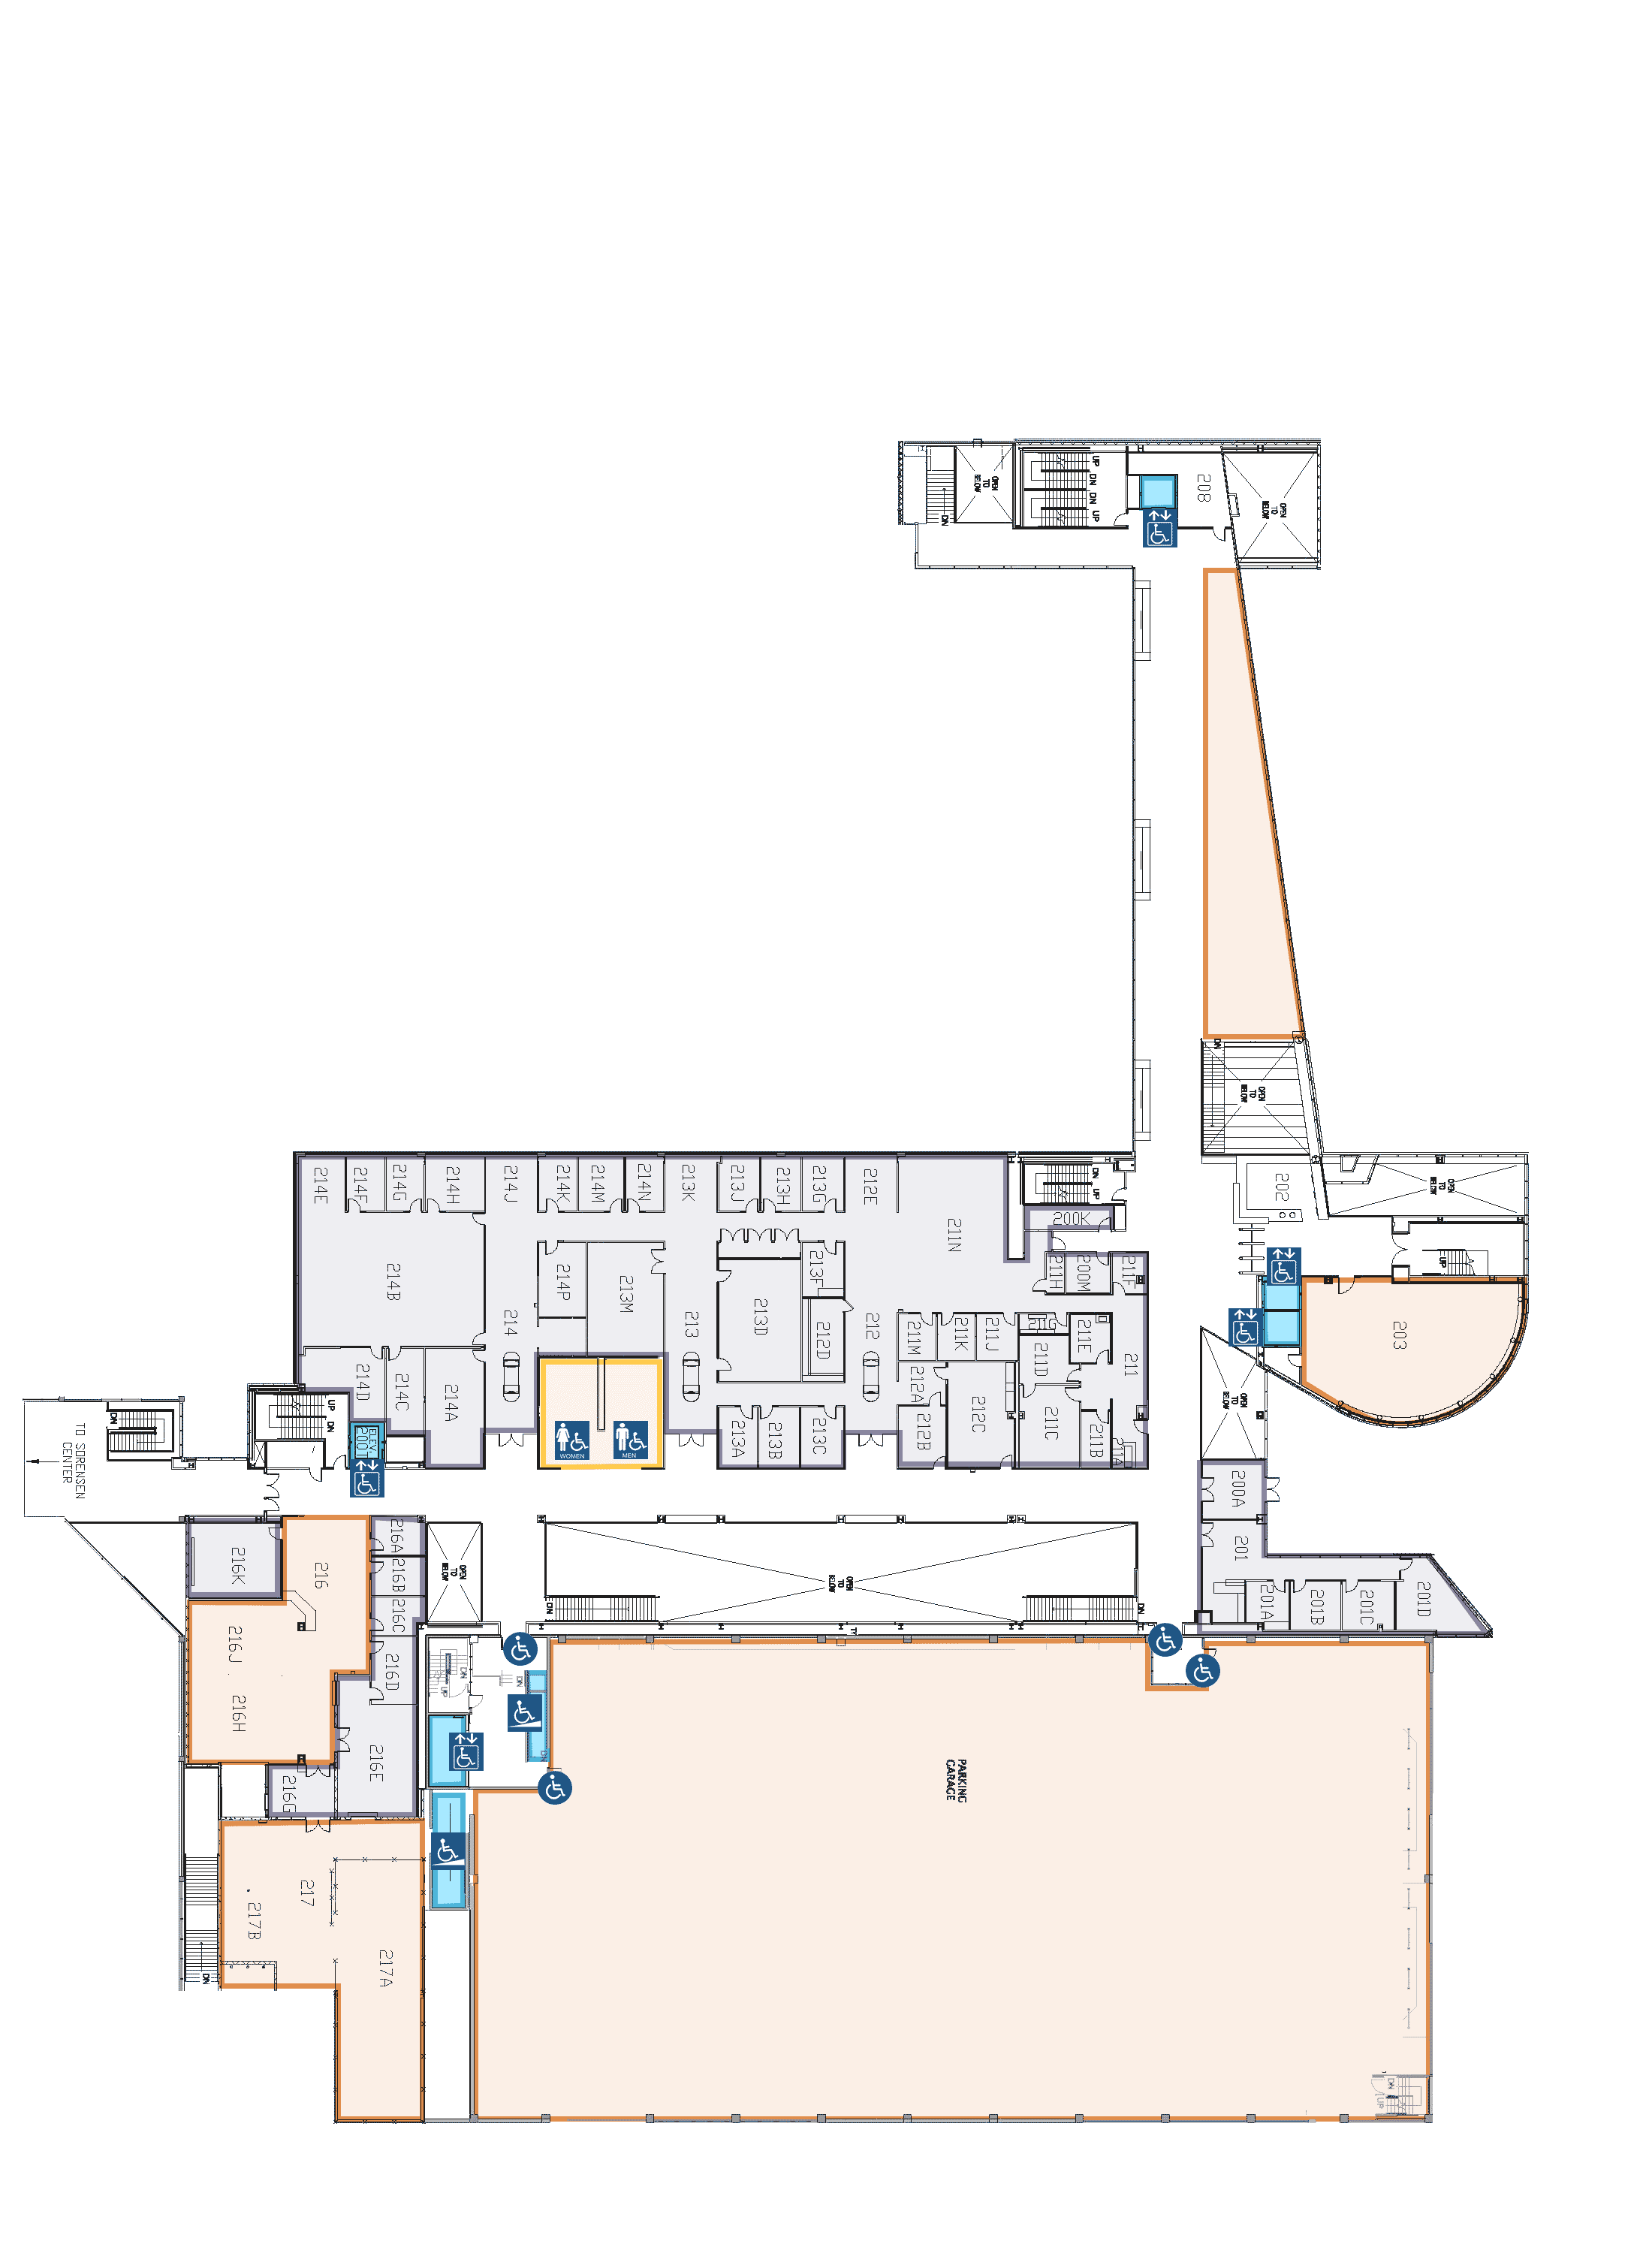 UP
DN
DN
UP
OPEN
TO
BELOW
DN
208
OPEN
TO
BELOW
DN
OPEN
TO
BELOW
214E
214F
214G
214H
214J
214K
214M
214N
213K
213J
213H
213G
212E
211N
DN
UP
200K
202
OPEN
TO
BELOW
214B
214P
213M
213F
213D
212D
211H
200M
211F
UP
214
213
212
211M
211K
211J
211G
211E
211D
211
203
214D
214C
214A
212A
212B
212C
211C
211B
OPEN
TO
BELOW
UP
DN
ELEV.
200T
WOMEN
MEN
213A
213B
213C
DN
TO SORENSEN
CENTER
200A
201
201A
201B
201C
201D
216K
216
216A
216B
216C
216D
216J
216H
216E
216G
OPEN
TO
BELOW
OPEN
TO
BELOW
DN
DN
DN
UP
DN
DN
PARKING
GARAGE
217
217B
217A
DN
DN
UP